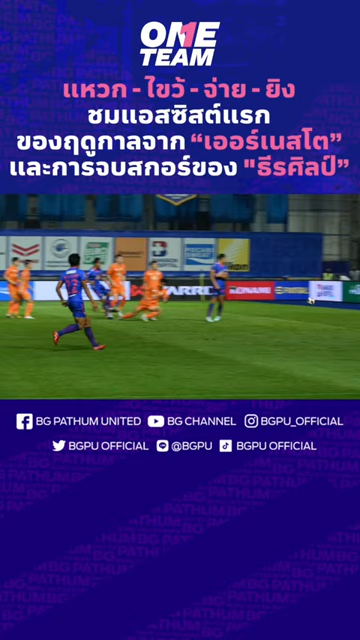 ONE
TEAM
แหวก - ไขว้ - จ่าย - ยิง
ชมแอสซิสต์แรก
ของฤดูกาลจาก “เออร์เนสโต”
และการจบสกอร์ของ "ธีรศิลป์”
KONAMI
BG PATHUM UNITED BG CHANNEL BGPU_OFFICIAL
BGPU OFFICIAL @BGPU BGPU OFFICIAL